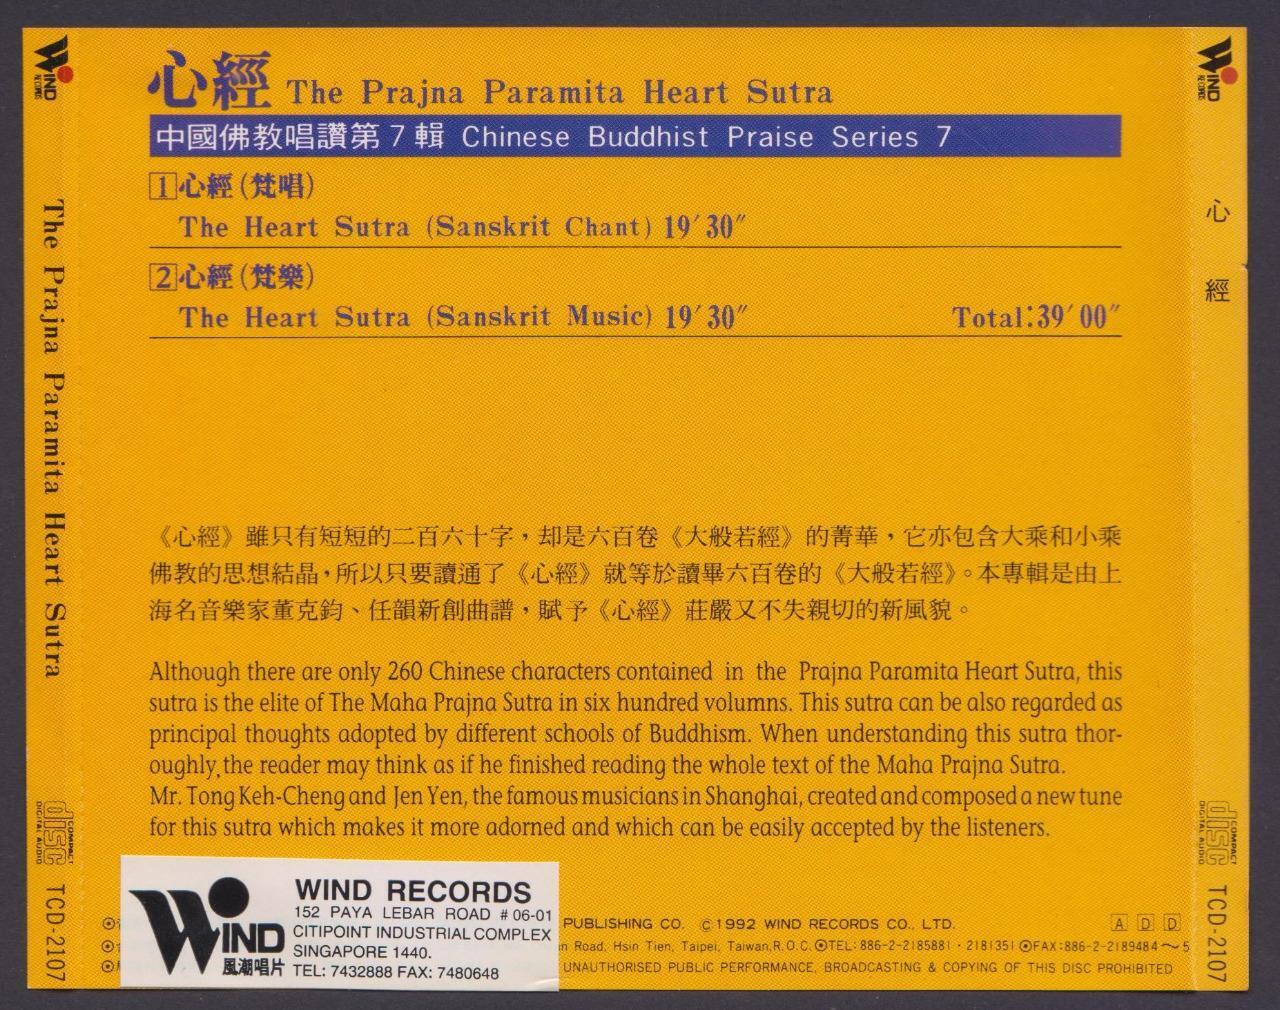 WIND
RECORDS
The Prajna Paramita Heart Sutra
COMPACT
disc
DIGITAL AUDIO
TCD-2107
心經 The Prajna Paramita Heart Sutra
中國佛教唱讚第7輯 Chinese Buddhist Praise Series 7
1 心經(梵唱)
The Heart Sutra (Sanskrit Chant) 19′30″
2 心經(梵樂)
The Heart Sutra (Sanskrit Music) 19′30″ Total:39′00″
《心經》雖只有短短的二百六十字，却是六百卷《大般若經》的菁華，它亦包含大乘和小乘
佛教的思想結晶，所以只要讀通了《心經》就等於讀畢六百卷的《大般若經》。本專輯是由上
海名音樂家董克鈞、任韻新創曲譜，賦予《心經》莊嚴又不失親切的新風貌。
Although there are only 260 Chinese characters contained in the Prajna Paramita Heart Sutra, this
sutra is the elite of The Maha Prajna Sutra in six hundred volumns. This sutra can be also regarded as
principal thoughts adopted by different schools of Buddhism. When understanding this sutra thor-
oughly, the reader may think as if he finished reading the whole text of the Maha Prajna Sutra.
Mr. Tong Keh-Cheng and Jen Yen, the famous musicians in Shanghai, created and composed a new tune
for this sutra which makes it more adorned and which can be easily accepted by the listeners.
WIND
風潮唱片
WIND RECORDS
152 PAYA LEBAR ROAD # 06-01
CITIPOINT INDUSTRIAL COMPLEX
SINGAPORE 1440.
TEL: 7432888 FAX: 7480648
PUBLISHING CO. ©1992 WIND RECORDS CO., LTD. A D D
Road, Hsin Tien, Taipei, Taiwan,R.O.C.⊙TEL:886-2-2185881・2181351⊙FAX:886-2-2189484～5
UNAUTHORISED PUBLIC PERFORMANCE, BROADCASTING & COPYING OF THIS DISC PROHIBITED
WIND
RECORDS
心經
COMPACT
disc
DIGITAL AUDIO
TCD-2107